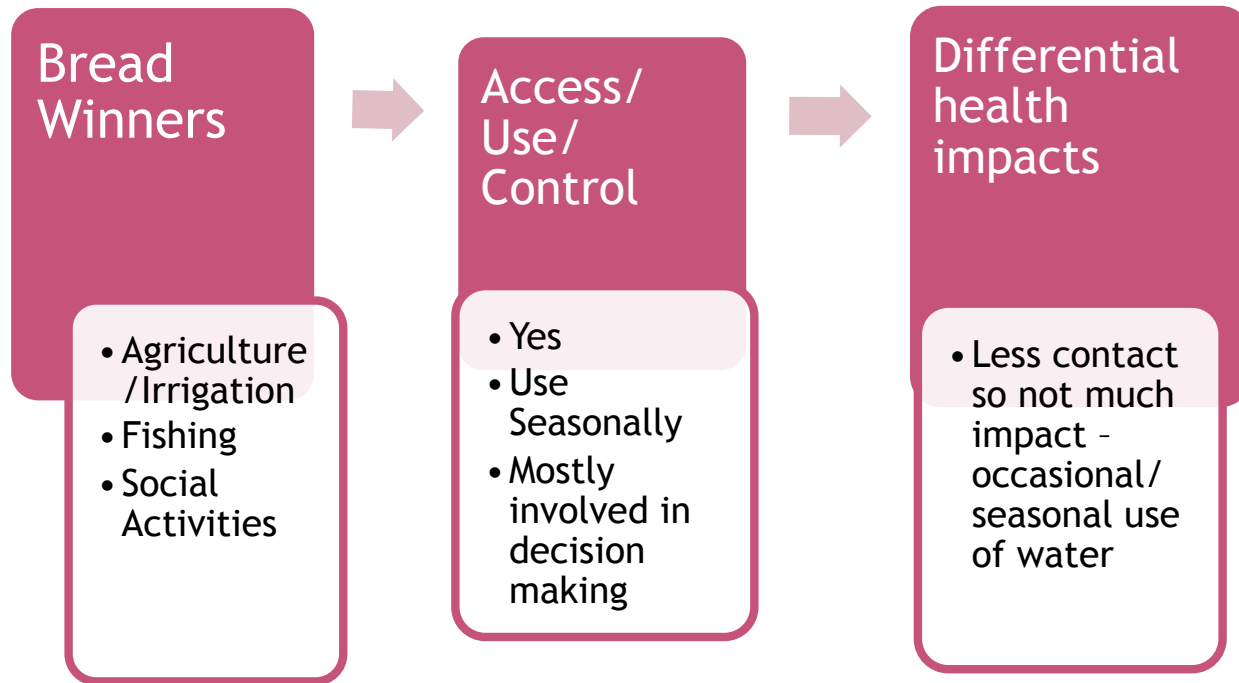 Bread
Winners
• Agriculture
/Irrigation
• Fishing
• Social
Activities
Access/
Use/
Control
• Yes
• Use
Seasonally
• Mostly
involved in
decision
making
Differential
health
impacts
• Less contact
so not much
impact –
occasional/
seasonal use
of water